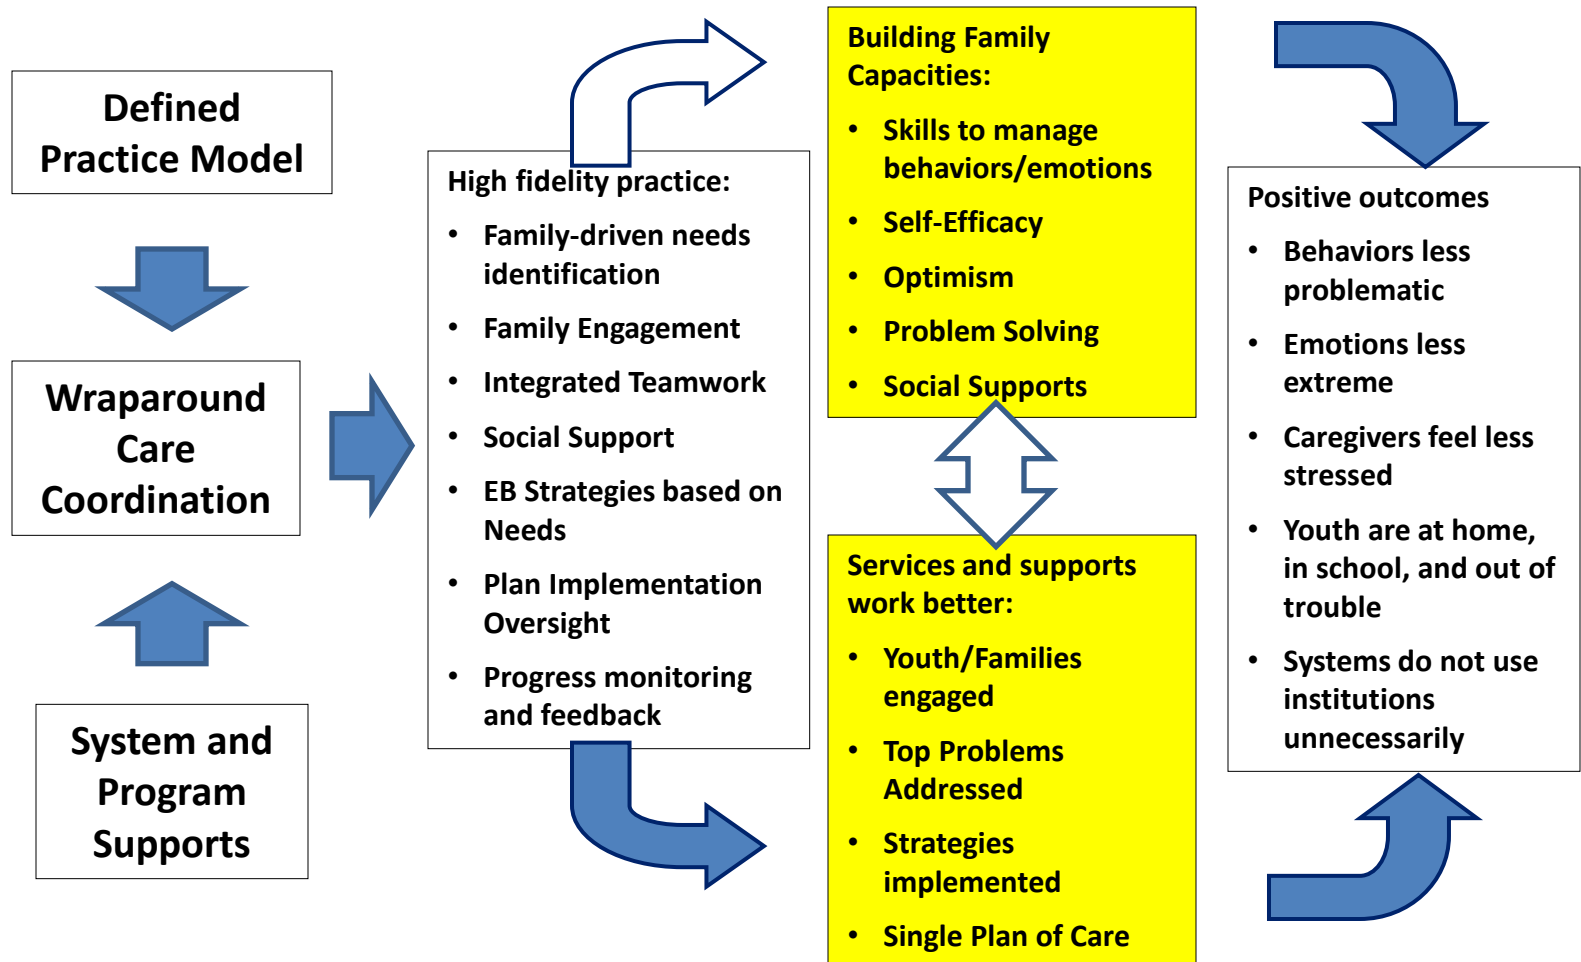 Defined
Practice Model
Wraparound
Care
Coordination
System and
Program
Supports
High fidelity practice:
• Family-driven needs
identification
• Family Engagement
• Integrated Teamwork
• Social Support
• EB Strategies based on
Needs
• Plan Implementation
Oversight
• Progress monitoring
and feedback
Building Family
Capacities:
• Skills to manage
behaviors/emotions
• Self-Efficacy
• Optimism
• Problem Solving
• Social Supports
Services and supports
work better:
• Youth/Families
engaged
• Top Problems
Addressed
• Strategies
implemented
• Single Plan of Care
Positive outcomes
• Behaviors less
problematic
• Emotions less
extreme
• Caregivers feel less
stressed
• Youth are at home,
in school, and out of
trouble
• Systems do not use
institutions
unnecessarily